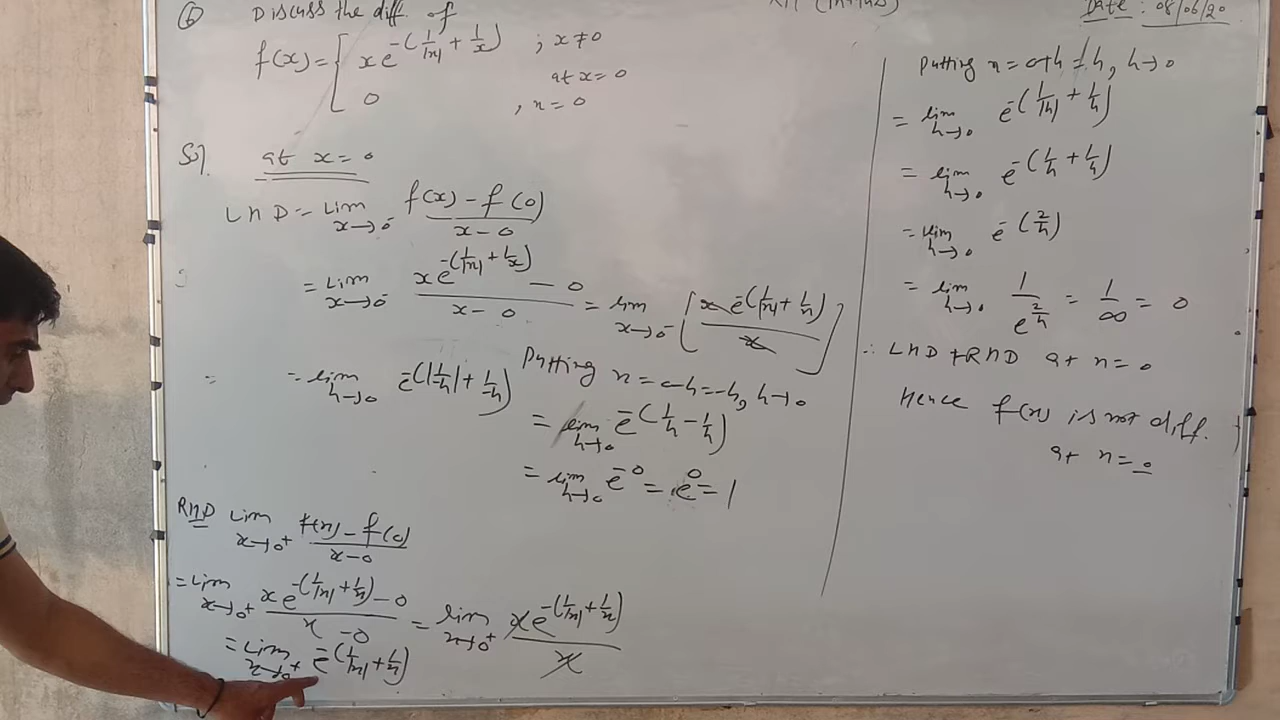 (6) Discuss the diff. of
f(x) = { x e^-(1/|x| + 1/x) ; x ≠ 0
at x = 0
0 , x = 0
Sol. at x = 0
LHD = Lim x→0⁻ (f(x) - f(0))/(x - 0)
= Lim x→0⁻ (x e^-(1/|x| + 1/x) - 0)/(x - 0) = lim x→0⁻ [x e^-(1/|x| + 1/x)/x]
Putting x = 0-h = -h, h→0
= lim h→0 e^-(1/|-h| + 1/-h)
= lim h→0 e^-(1/h - 1/h)
= lim h→0 e^-0 = e^0 = 1
RHD Lim x→0⁺ (f(x) - f(0))/(x - 0)
= Lim x→0⁺ (x e^-(1/|x| + 1/x) - 0)/(x - 0) = lim x→0⁺ x e^-(1/|x| + 1/x)/x
= Lim x→0⁺ e^-(1/|x| + 1/x)
Date : 08/06/20
Putting x = 0+h = h, h→0
= lim h→0 e^-(1/|h| + 1/h)
= lim h→0 e^-(1/h + 1/h)
= lim h→0 e^-(2/h)
= lim h→0 1/e^(2/h) = 1/∞ = 0
∴ LHD ≠ RHD at x = 0
Hence f(x) is not diff.
at x = 0